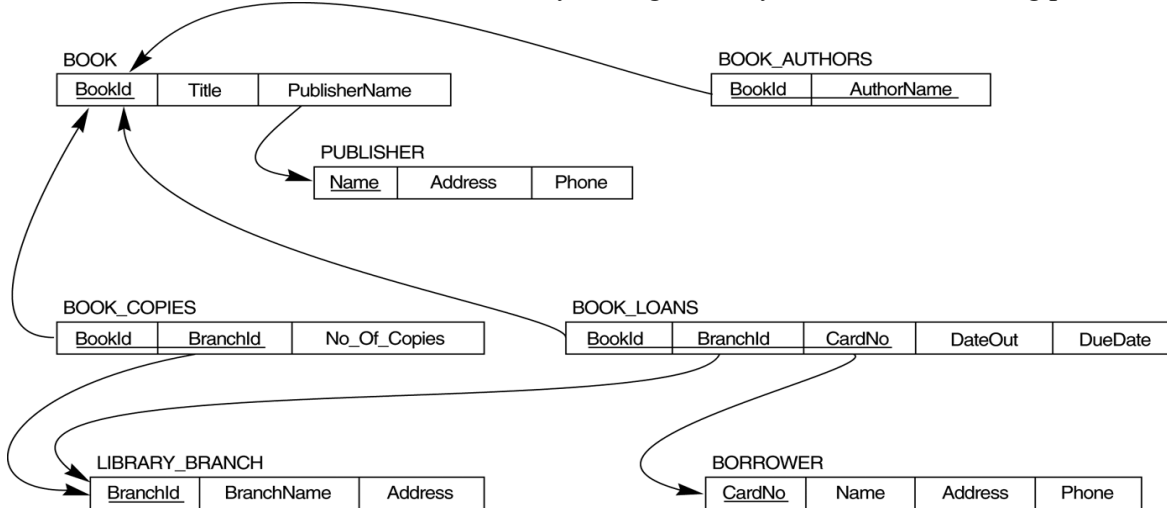 BOOK
BookId Title PublisherName
BOOK_AUTHORS
BookId AuthorName
PUBLISHER
Name Address Phone
BOOK_COPIES
BookId BranchId No_Of_Copies
BOOK_LOANS
BookId BranchId CardNo DateOut DueDate
LIBRARY_BRANCH
BranchId BranchName Address
BORROWER
CardNo Name Address Phone